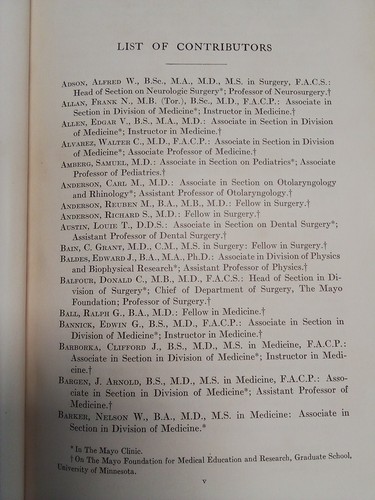 LIST OF CONTRIBUTORS
ADSON, ALFRED W., B.Sc., M.A., M.D., M.S. in Surgery, F.A.C.S.:
Head of Section on Neurologic Surgery*; Professor of Neurosurgery.†
ALLAN, FRANK N., M.B. (Tor.), B.Sc., M.D., F.A.C.P.: Associate in
Section in Division of Medicine*; Instructor in Medicine.†
ALLEN, EDGAR V., B.S., M.A., M.D.: Associate in Section in Division
of Medicine*; Instructor in Medicine.†
ALVAREZ, WALTER C., M.D., F.A.C.P.: Associate in Section in Division
of Medicine*; Associate Professor of Medicine.†
AMBERG, SAMUEL, M.D.: Associate in Section on Pediatrics*; Associate
Professor of Pediatrics.†
ANDERSON, CARL M., M.D.: Associate in Section on Otolaryngology
and Rhinology*; Assistant Professor of Otolaryngology.†
ANDERSON, REUBEN M., B.A., M.B., M.D.: Fellow in Surgery.†
ANDERSON, RICHARD S., M.D.: Fellow in Surgery.†
AUSTIN, LOUIE T., D.D.S.: Associate in Section on Dental Surgery*;
Assistant Professor of Dental Surgery.†
BAIN, C. GRANT, M.D., C.M., M.S. in Surgery: Fellow in Surgery.†
BALDES, EDWARD J., B.A., M.A., Ph.D.: Associate in Division of Physics
and Biophysical Research*; Assistant Professor of Physics.†
BALFOUR, DONALD C., M.B., M.D., F.A.C.S.: Head of Section in Di-
vision of Surgery*; Chief of Department of Surgery, The Mayo
Foundation; Professor of Surgery.†
BALL, RALPH G., B.A., M.D.: Fellow in Medicine.†
BANNICK, EDWIN G., B.S., M.D., F.A.C.P.: Associate in Section in
Division of Medicine*; Instructor in Medicine.†
BARBORKA, CLIFFORD J., B.S., M.D., M.S. in Medicine, F.A.C.P.:
Associate in Section in Division of Medicine*; Instructor in Medi-
cine.†
BARGEN, J. ARNOLD, B.S., M.D., M.S. in Medicine, F.A.C.P.: Asso-
ciate in Section in Division of Medicine*; Assistant Professor of
Medicine.†
BARKER, NELSON W., B.A., M.D., M.S. in Medicine: Associate in
Section in Division of Medicine.*
* In The Mayo Clinic.
† On The Mayo Foundation for Medical Education and Research, Graduate School,
University of Minnesota.
v